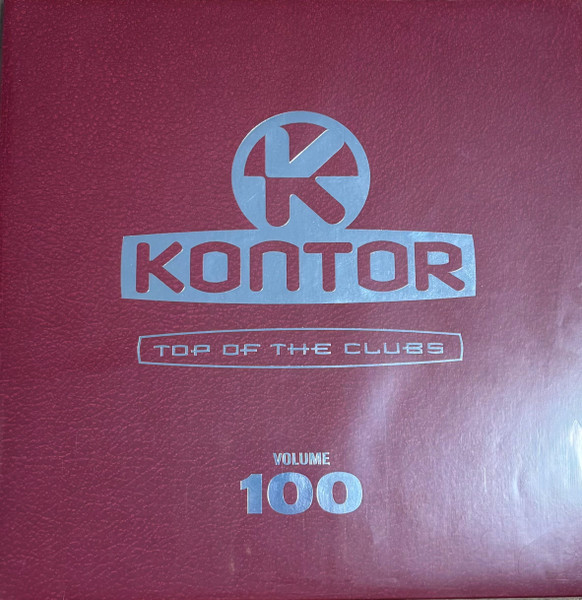 K
KONTOR
TOP OF THE CLUBS
VOLUME
100